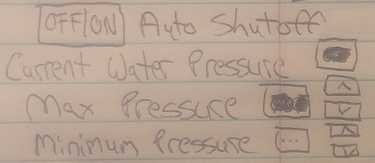 OFF/ON Auto Shutoff
Current Water Pressure
Max Pressure
Minimum Pressure ...